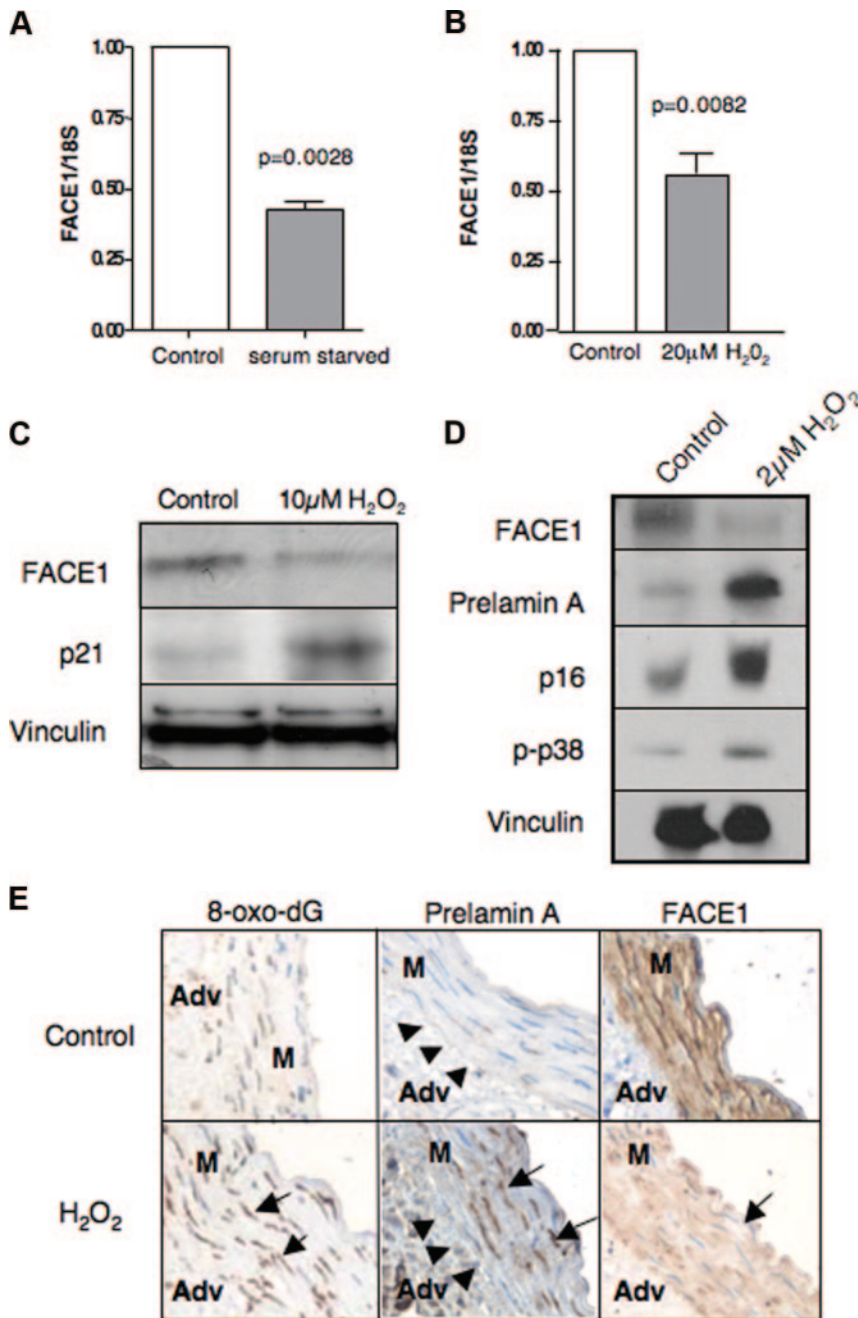 A
FACE1/18S
1.00
0.75
0.50
0.25
0.00
p=0.0028
Control serum starved
B
FACE1/18S
1.00
0.75
0.50
0.25
0.00
p=0.0082
Control 20µM H₂0₂
C
Control 10µM H₂O₂
FACE1
p21
Vinculin
D
Control 2µM H₂O₂
FACE1
Prelamin A
p16
p-p38
Vinculin
E
8-oxo-dG Prelamin A FACE1
Control
Adv M
M Adv
M Adv
H₂O₂
M Adv
M Adv
M Adv